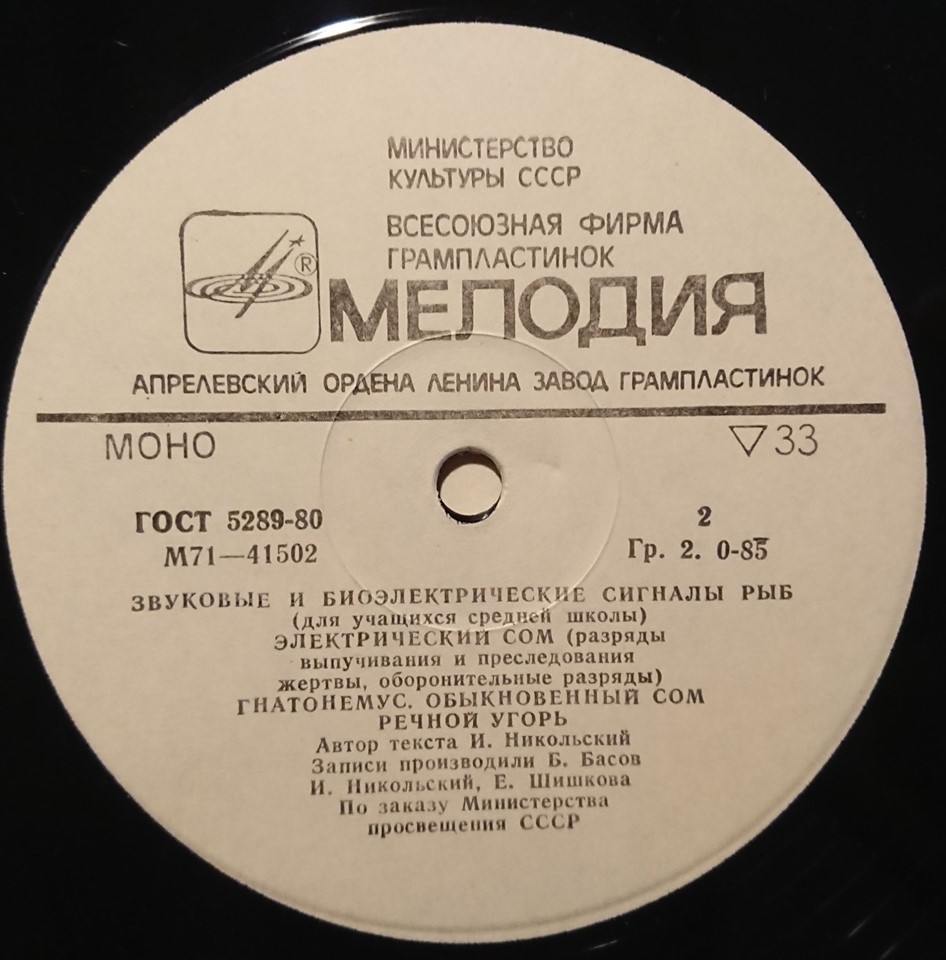 МИНИСТЕРСТВО
КУЛЬТУРЫ СССР
ВСЕСОЮЗНАЯ ФИРМА
ГРАМПЛАСТИНОК
®
МЕЛОДИЯ
АПРЕЛЕВСКИЙ ОРДЕНА ЛЕНИНА ЗАВОД ГРАМПЛАСТИНОК
МОНО
▽33
ГОСТ 5289-80
2
М71—41502
Гр. 2. 0-85
ЗВУКОВЫЕ И БИОЭЛЕКТРИЧЕСКИЕ СИГНАЛЫ РЫБ
(для учащихся средней школы)
ЭЛЕКТРИЧЕСКИЙ СОМ (разряды
выпучивания и преследования
жертвы, оборонительные разряды)
ГНАТОНЕМУС. ОБЫКНОВЕННЫЙ СОМ
РЕЧНОЙ УГОРЬ
Автор текста И. Никольский
Записи производили Б. Басов
И. Никольский, Е. Шишкова
По заказу Министерства
просвещения СССР